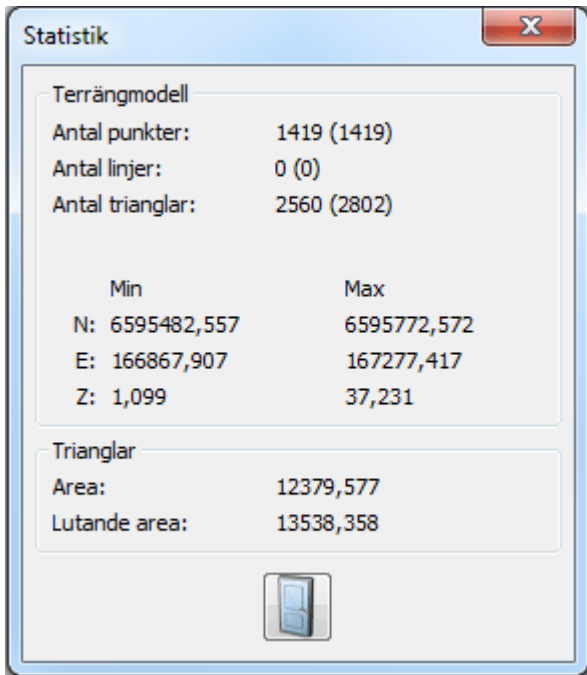 Statistik
Terrängmodell
Antal punkter: 1419 (1419)
Antal linjer: 0 (0)
Antal trianglar: 2560 (2802)
Min Max
N: 6595482,557 6595772,572
E: 166867,907 167277,417
Z: 1,099 37,231
Trianglar
Area: 12379,577
Lutande area: 13538,358